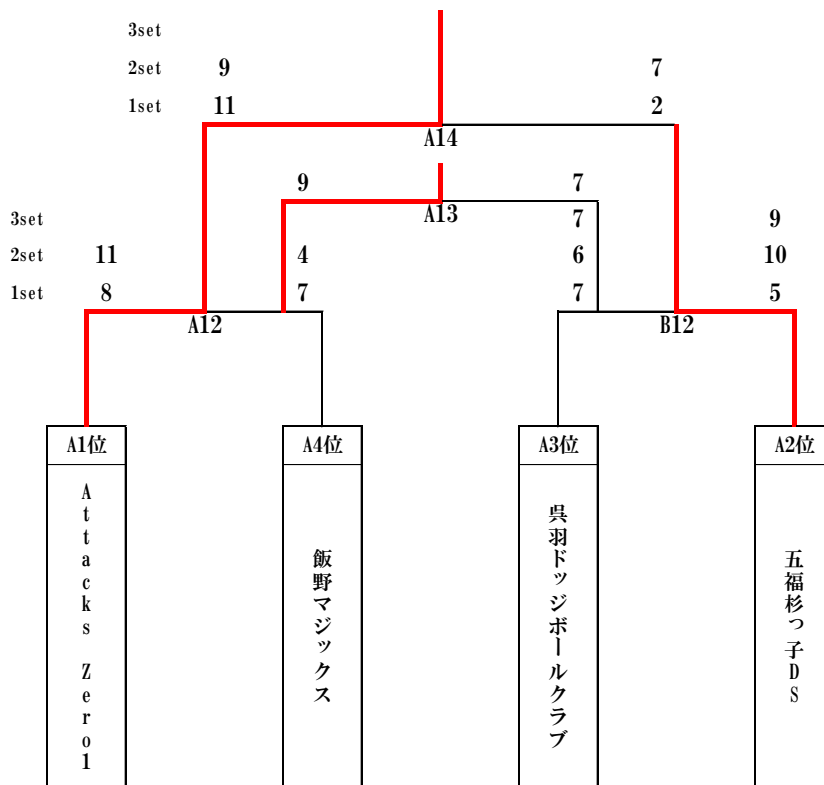 3set
2set 9 7
1set 11 2
A14
9 7
A13
3set 7 9
2set 11 4 6 10
1set 8 7 7 5
A12 B12
A1位 A4位 A3位 A2位
Attacks Zero1
飯野マジックス
呉羽ドッジボールクラブ
五福杉っ子DS